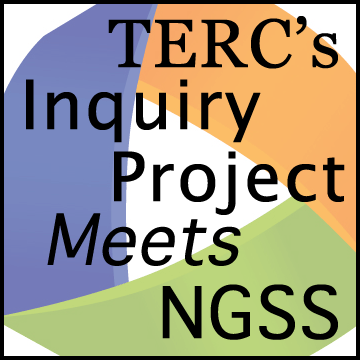 TERC's
Inquiry
Project
Meets
NGSS